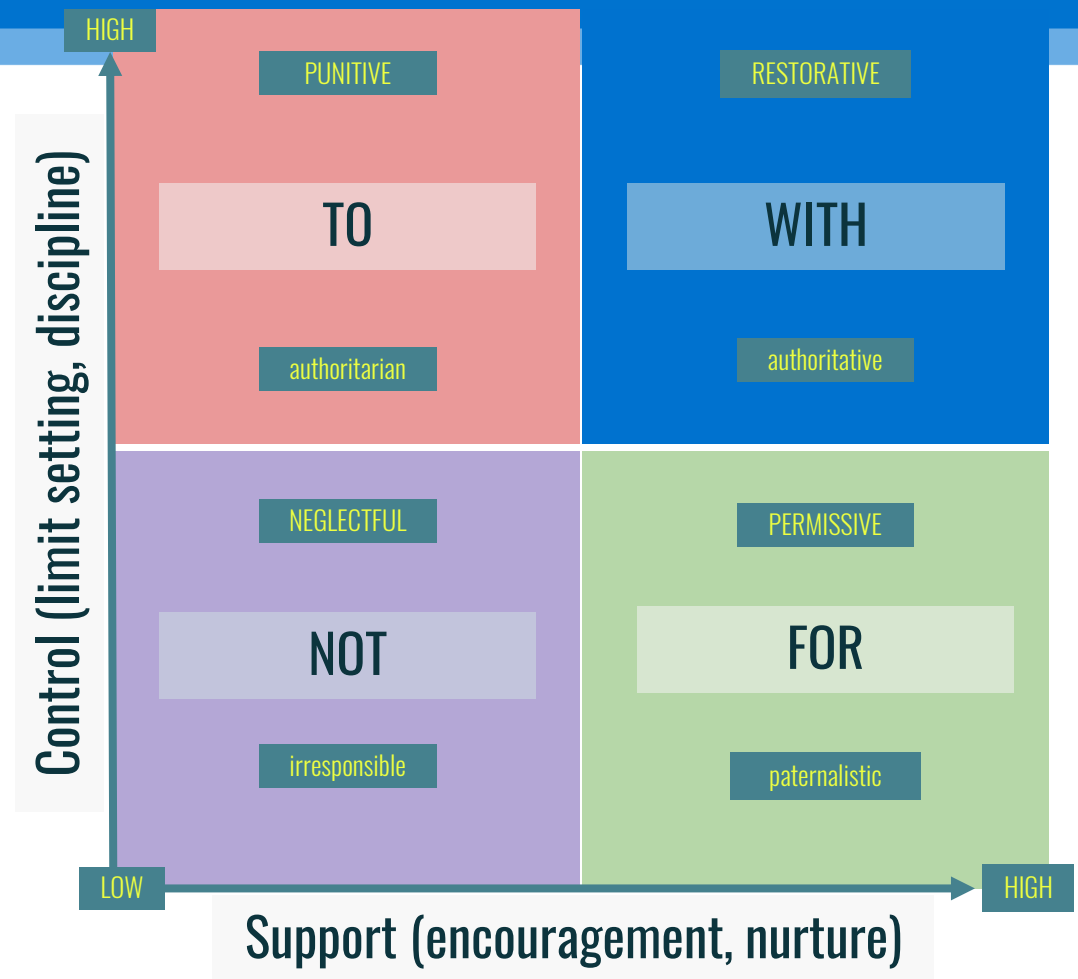 HIGH
PUNITIVE
RESTORATIVE
TO
WITH
authoritarian
authoritative
Control (limit setting, discipline)
NEGLECTFUL
PERMISSIVE
NOT
FOR
irresponsible
paternalistic
LOW
HIGH
Support (encouragement, nurture)